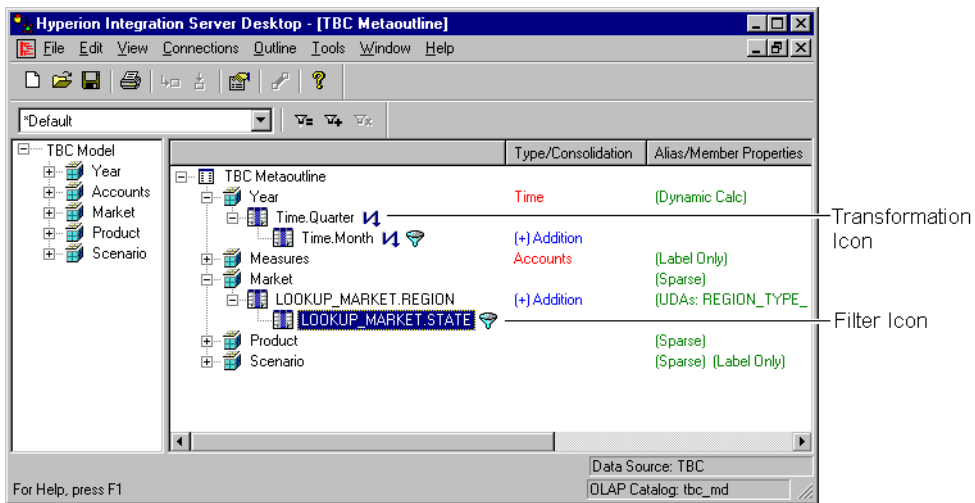 Hyperion Integration Server Desktop - [TBC Metaoutline]
File Edit View Connections Outline Tools Window Help
*Default
TBC Model
Year
Accounts
Market
Product
Scenario
Type/Consolidation Alias/Member Properties
TBC Metaoutline
Year Time (Dynamic Calc)
Time.Quarter
Time.Month (+) Addition
Measures Accounts (Label Only)
Market (Sparse)
LOOKUP_MARKET.REGION (+) Addition (UDAs: REGION_TYPE_
LOOKUP_MARKET.STATE
Product (Sparse)
Scenario (Sparse) (Label Only)
Transformation
Icon
Filter Icon
Data Source: TBC
For Help, press F1 OLAP Catalog: tbc_md